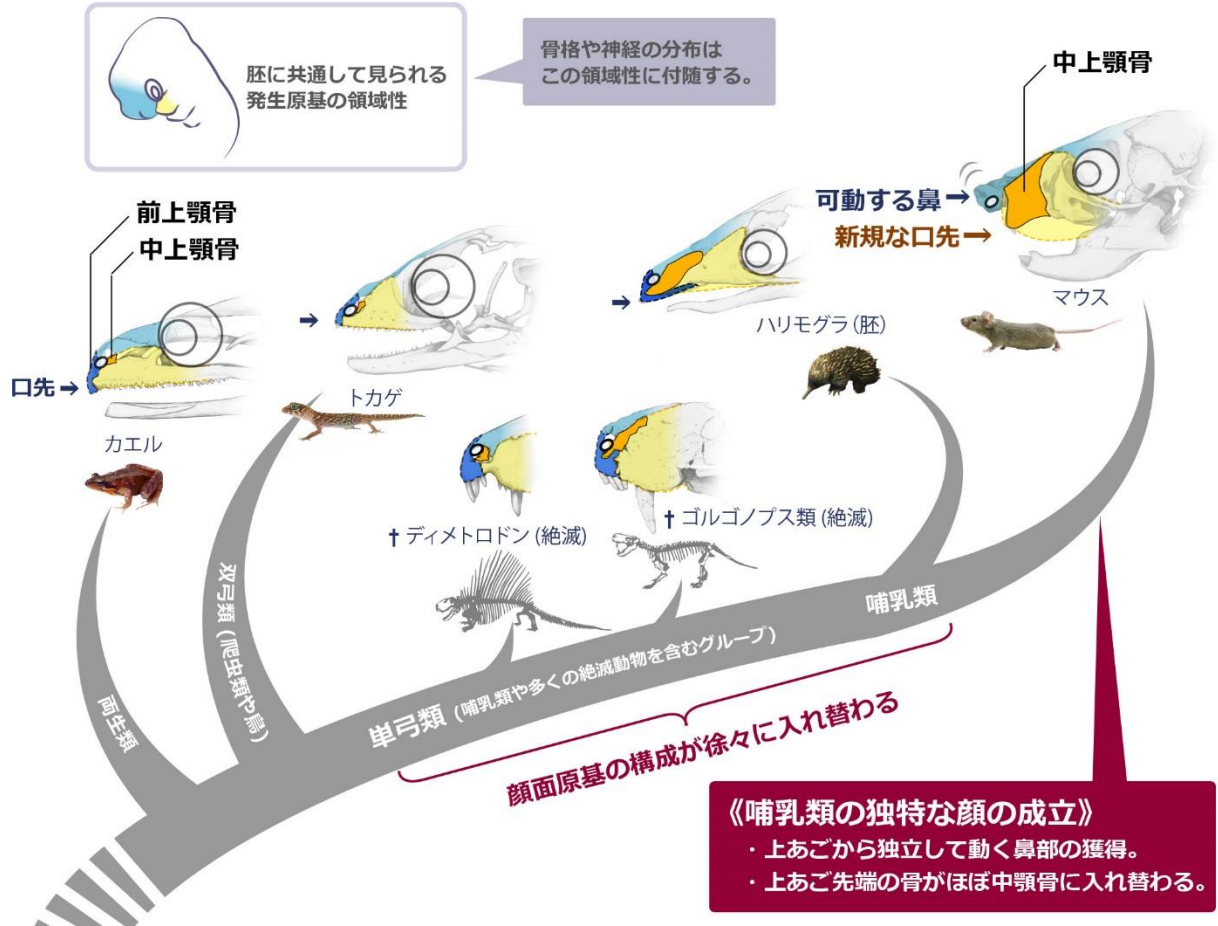 胚に共通して見られる
発生原基の領域性
骨格や神経の分布は
この領域性に付随する。
中上顎骨
可動する鼻→
新規な口先→
マウス
前上顎骨
中上顎骨
口先→
カエル
→
トカゲ
→
ハリモグラ(胚)
†ディメトロドン(絶滅)
†ゴルゴノプス類(絶滅)
両生類
双弓類(爬虫類や鳥)
単弓類(哺乳類や多くの絶滅動物を含むグループ)
哺乳類
顔面原基の構成が徐々に入れ替わる
《哺乳類の独特な顔の成立》
・上あごから独立して動く鼻部の獲得。
・上あご先端の骨がほぼ中顎骨に入れ替わる。